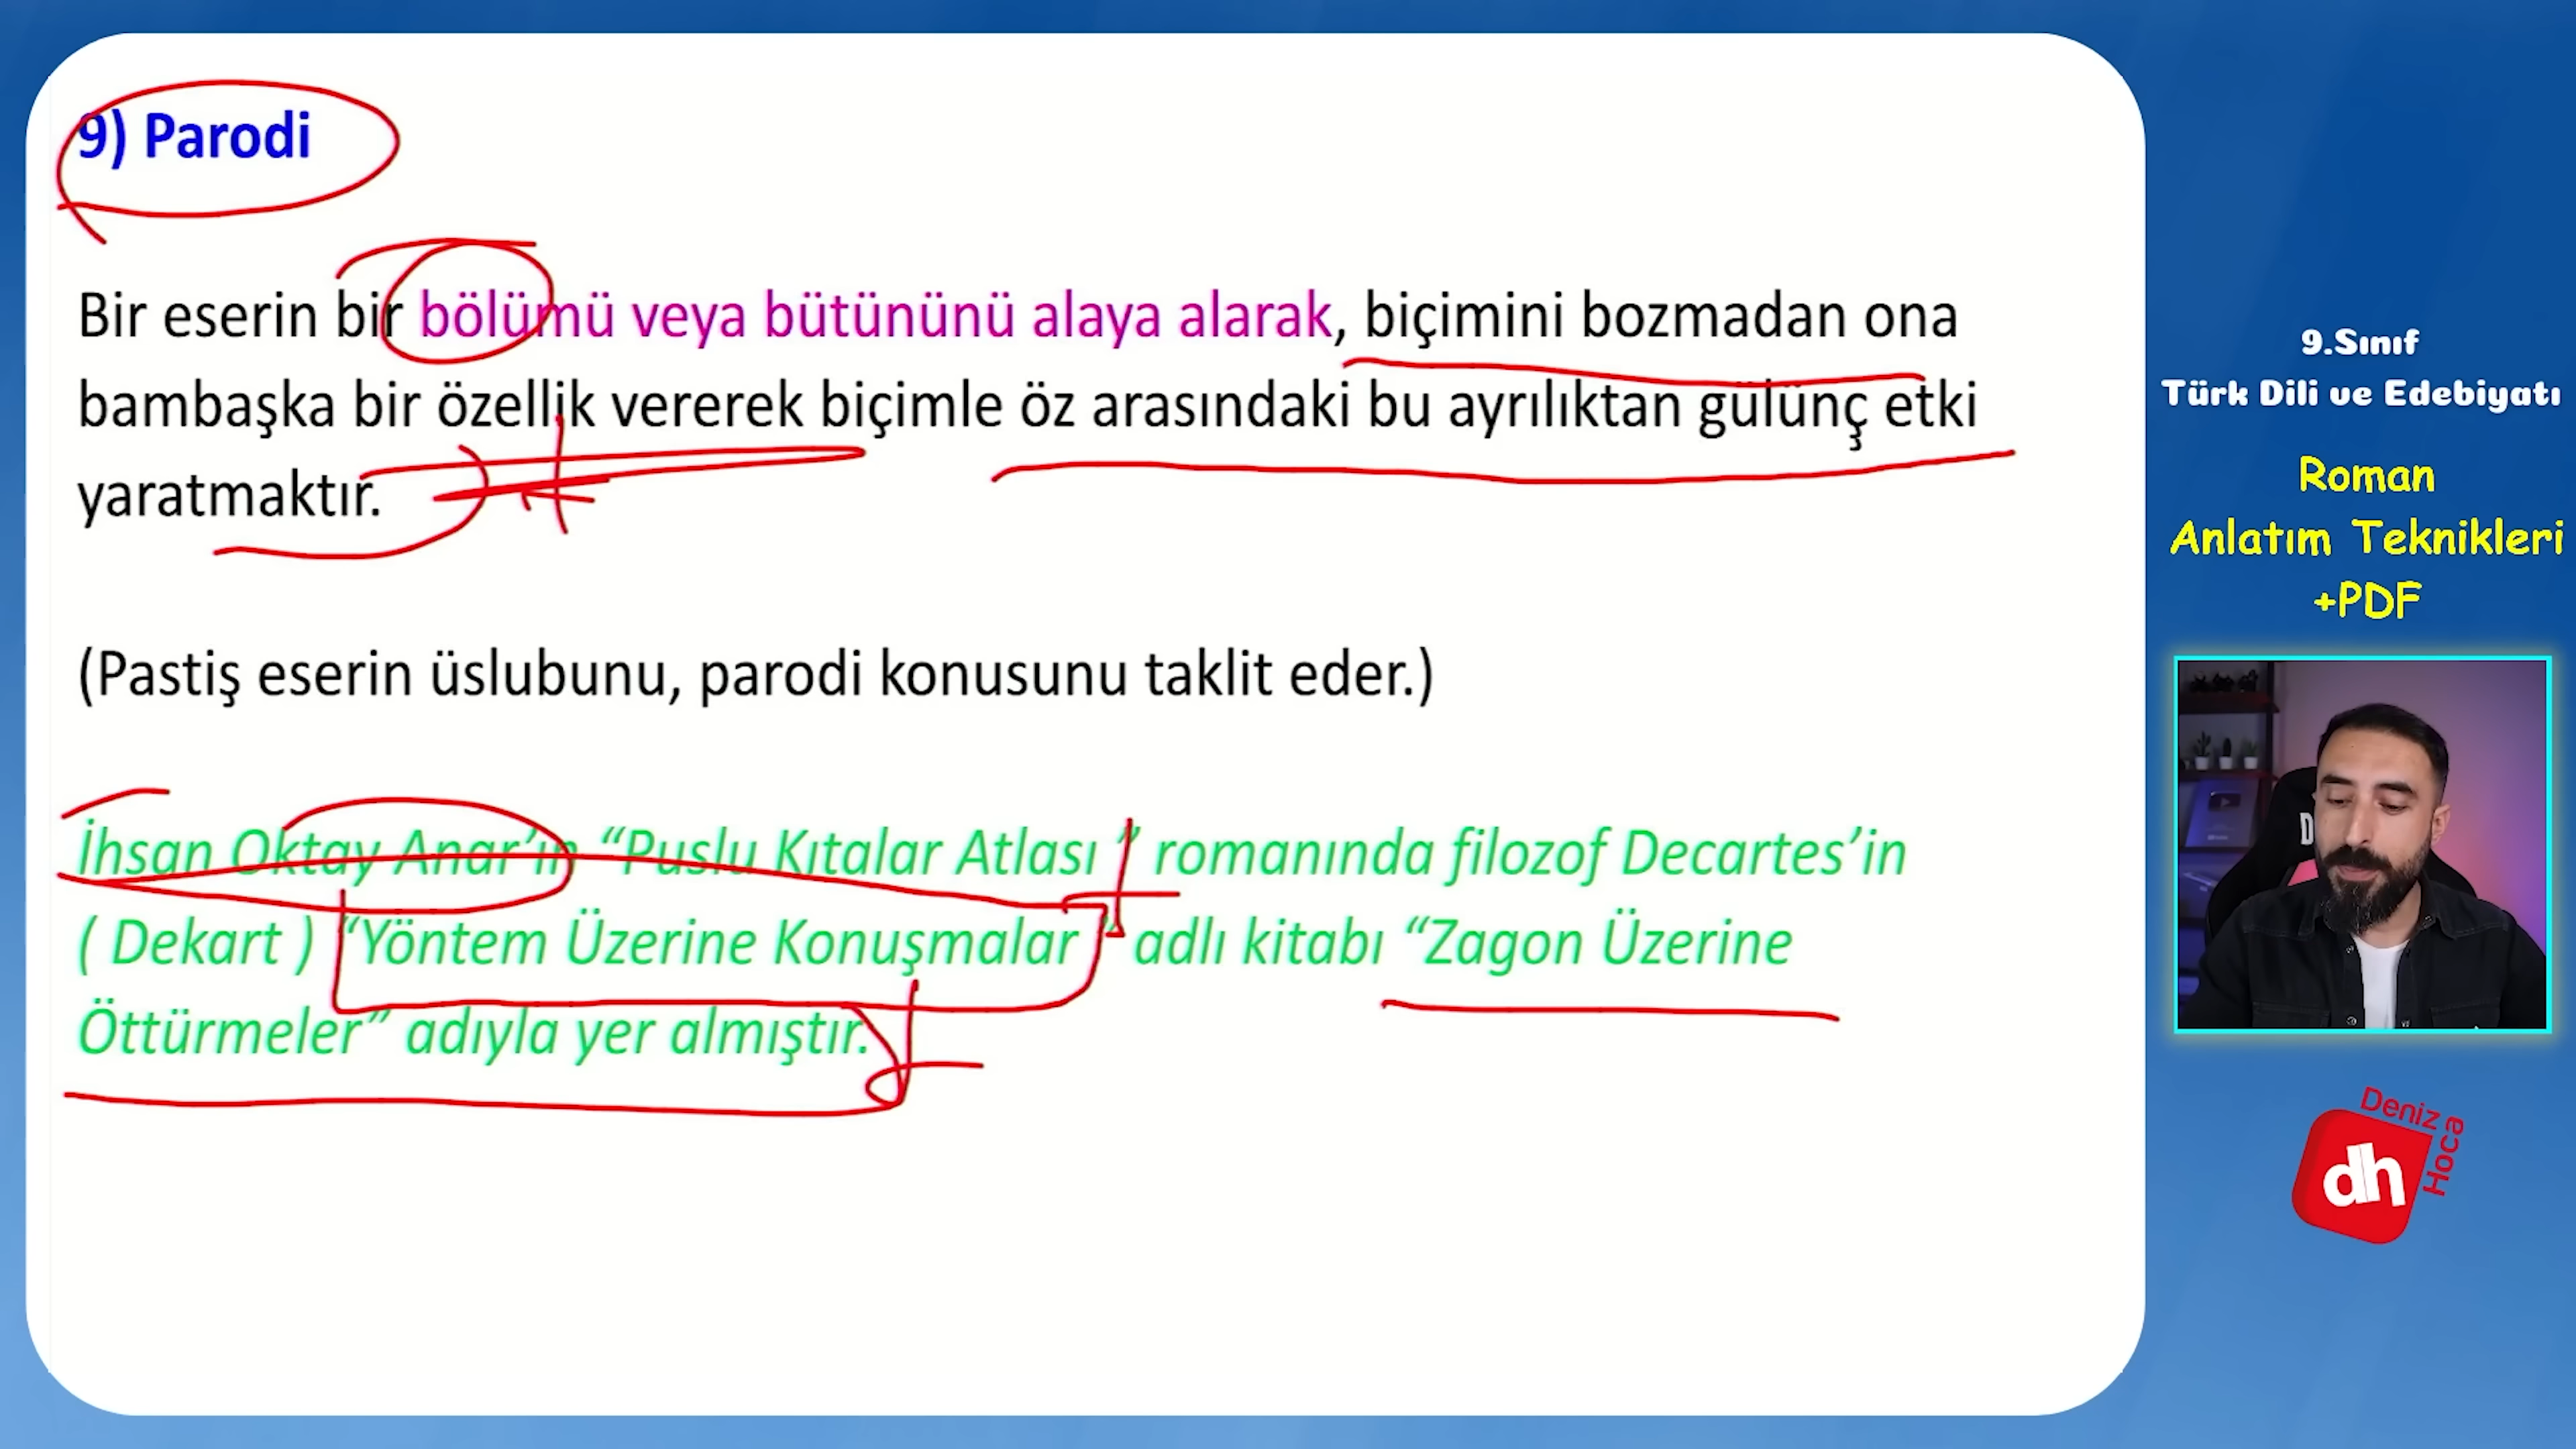 9) Parodi
Bir eserin bir bölümü veya bütününü alaya alarak, biçimini bozmadan ona
bambaşka bir özellik vererek biçimle öz arasındaki bu ayrılıktan gülünç etki
yaratmaktır.
(Pastiş eserin üslubunu, parodi konusunu taklit eder.)
İhsan Oktay Anar’ın “Puslu Kıtalar Atlası ” romanında filozof Decartes’in
( Dekart ) “Yöntem Üzerine Konuşmalar ” adlı kitabı “Zagon Üzerine
Öttürmeler” adıyla yer almıştır.
9.Sınıf
Türk Dili ve Edebiyatı
Roman
Anlatım Teknikleri
+PDF
D
Deniz
Hoca
dh